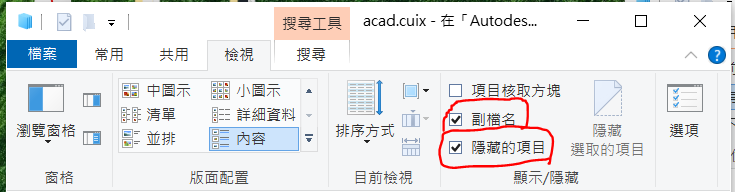 搜尋工具
acad.cuix - 在「Autodes...
檔案
常用
共用
檢視
搜尋
瀏覽窗格
窗格
中圖示
小圖示
清單
詳細資料
並排
內容
版面配置
排序方式
目前檢視
項目核取方塊
副檔名
隱藏的項目
隱藏
選取的項目
顯示/隱藏
選項